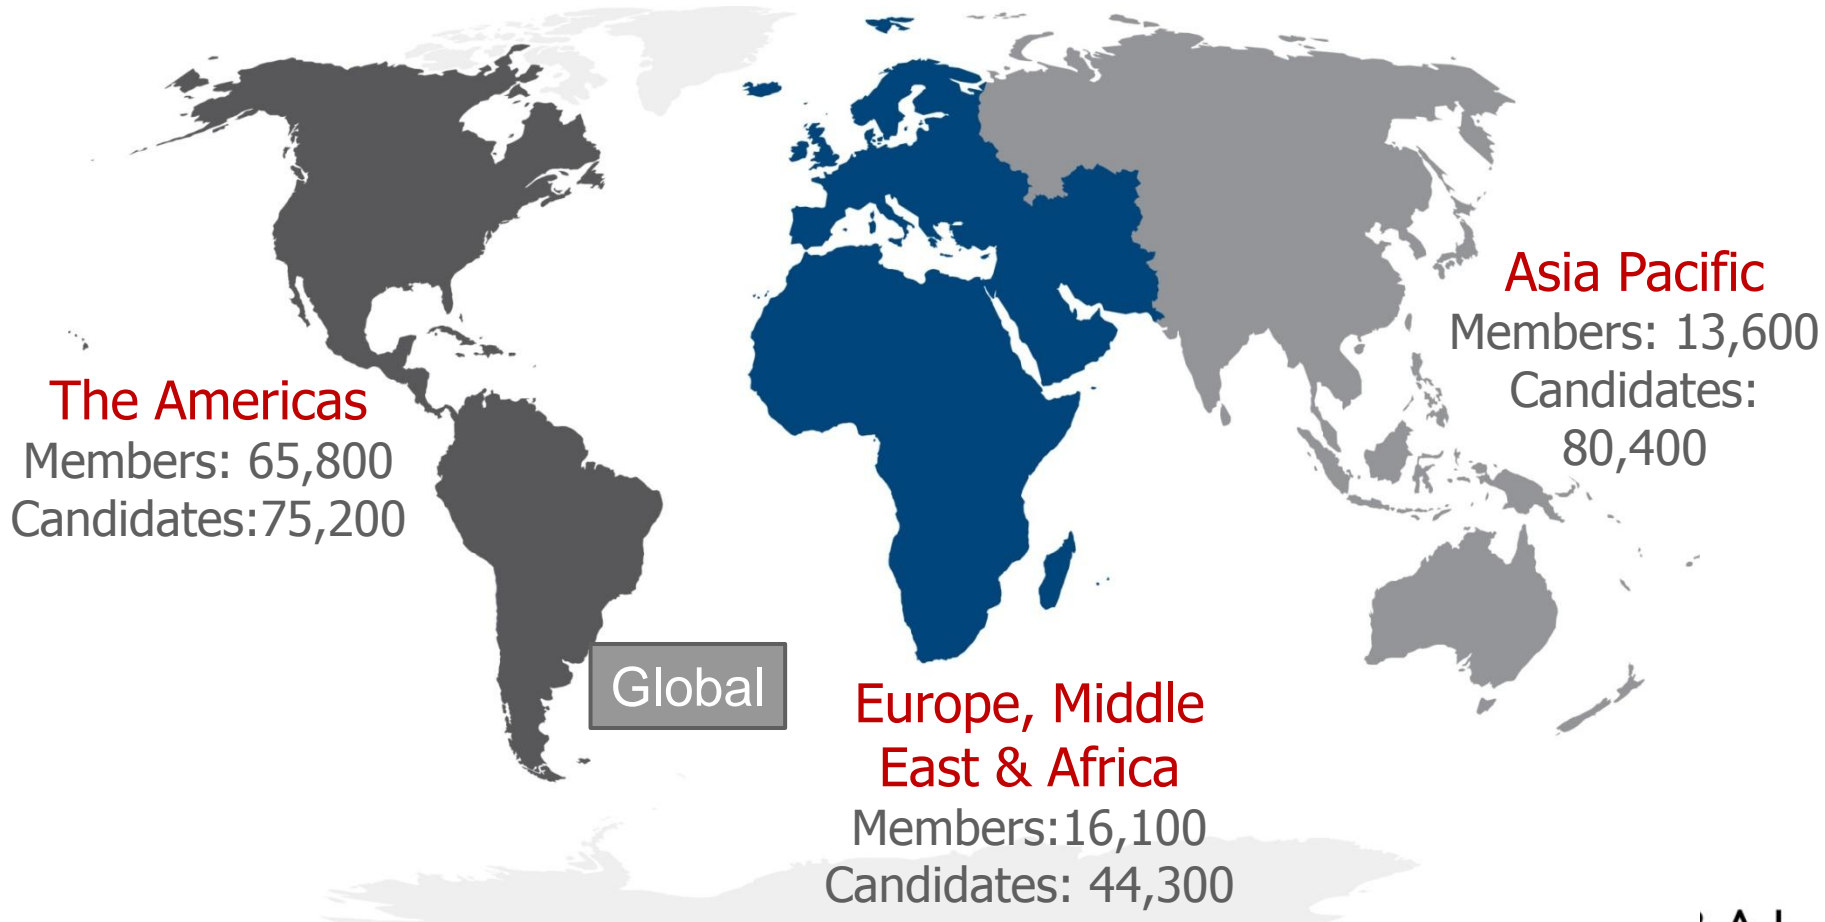 Asia Pacific
Members: 13,600
Candidates:
80,400
The Americas
Members: 65,800
Candidates:75,200
Global
Europe, Middle
East & Africa
Members:16,100
Candidates: 44,300